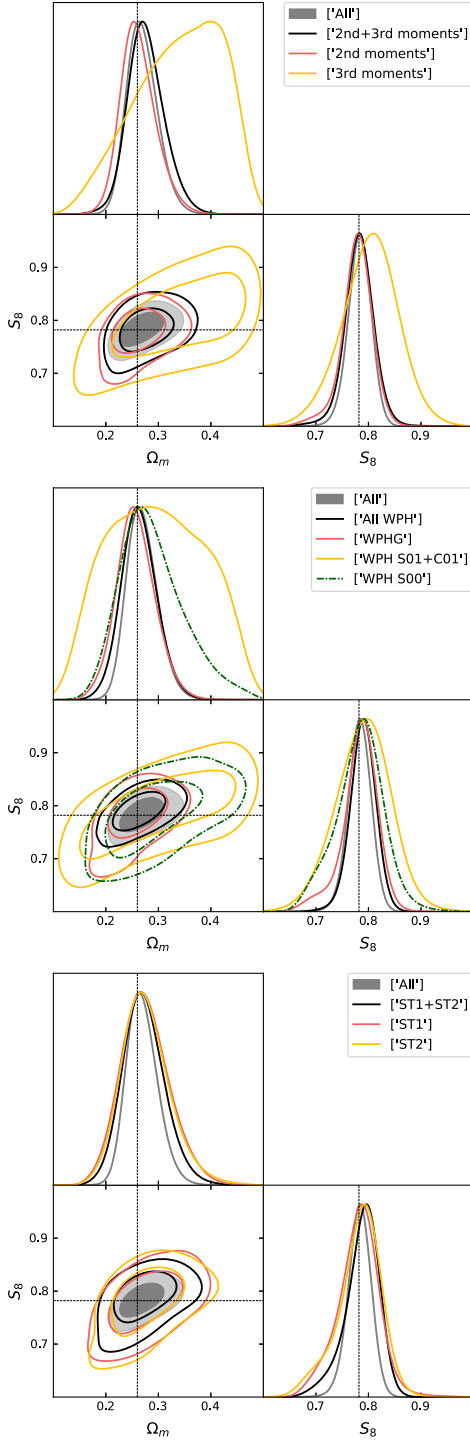 ['All']
['2nd+3rd moments']
['2nd moments']
['3rd moments']
0.9
0.8
0.7
S₈
0.2 0.3 0.4
Ωₘ
0.7 0.8 0.9
S₈
['All']
['All WPH']
['WPHG']
['WPH S01+C01']
['WPH S00']
0.9
0.8
0.7
S₈
0.2 0.3 0.4
Ωₘ
0.7 0.8 0.9
S₈
['All']
['ST1+ST2']
['ST1']
['ST2']
0.9
0.8
0.7
S₈
0.2 0.3 0.4
Ωₘ
0.7 0.8 0.9
S₈